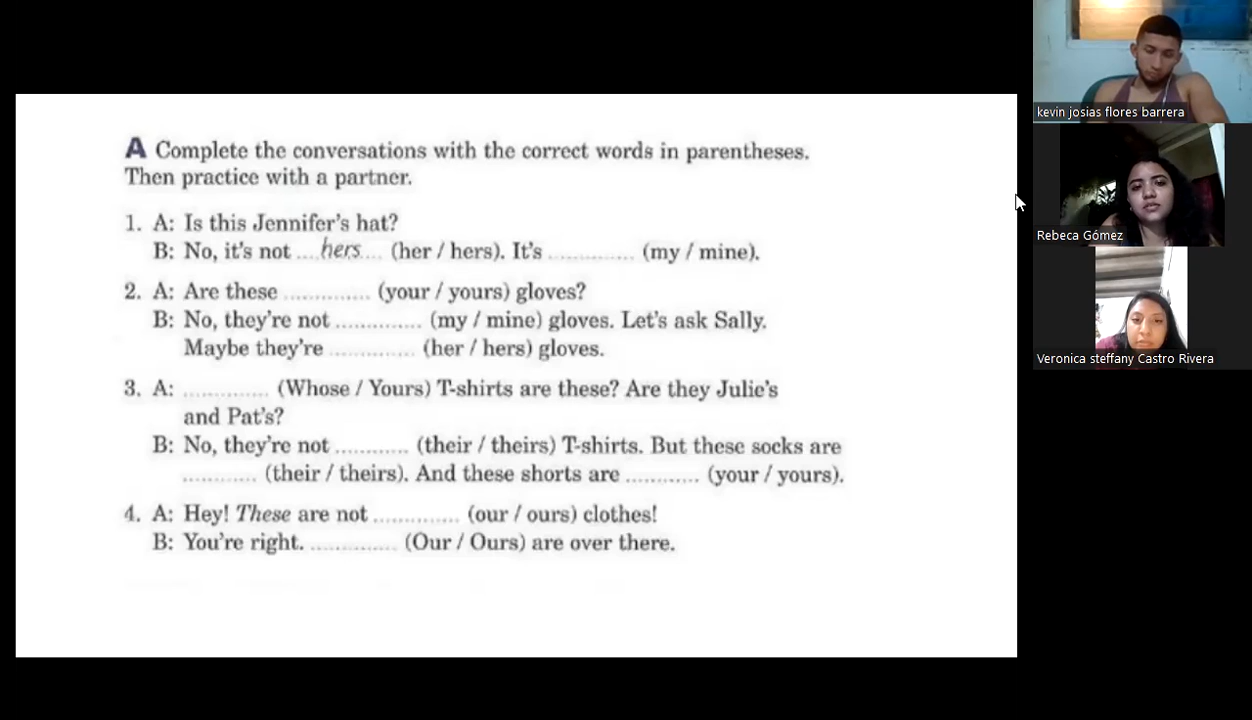 A Complete the conversations with the correct words in parentheses.
Then practice with a partner.
1. A: Is this Jennifer's hat?
B: No, it's not ....hers.... (her / hers). It's .............. (my / mine).
2. A: Are these .............. (your / yours) gloves?
B: No, they're not .............. (my / mine) gloves. Let's ask Sally.
Maybe they're .............. (her / hers) gloves.
3. A: .............. (Whose / Yours) T-shirts are these? Are they Julie's
and Pat's?
B: No, they're not ............ (their / theirs) T-shirts. But these socks are
............ (their / theirs). And these shorts are ............ (your / yours).
4. A: Hey! These are not .............. (our / ours) clothes!
B: You're right. .............. (Our / Ours) are over there.
kevin josias flores barrera
Rebeca Gómez
Veronica steffany Castro Rivera